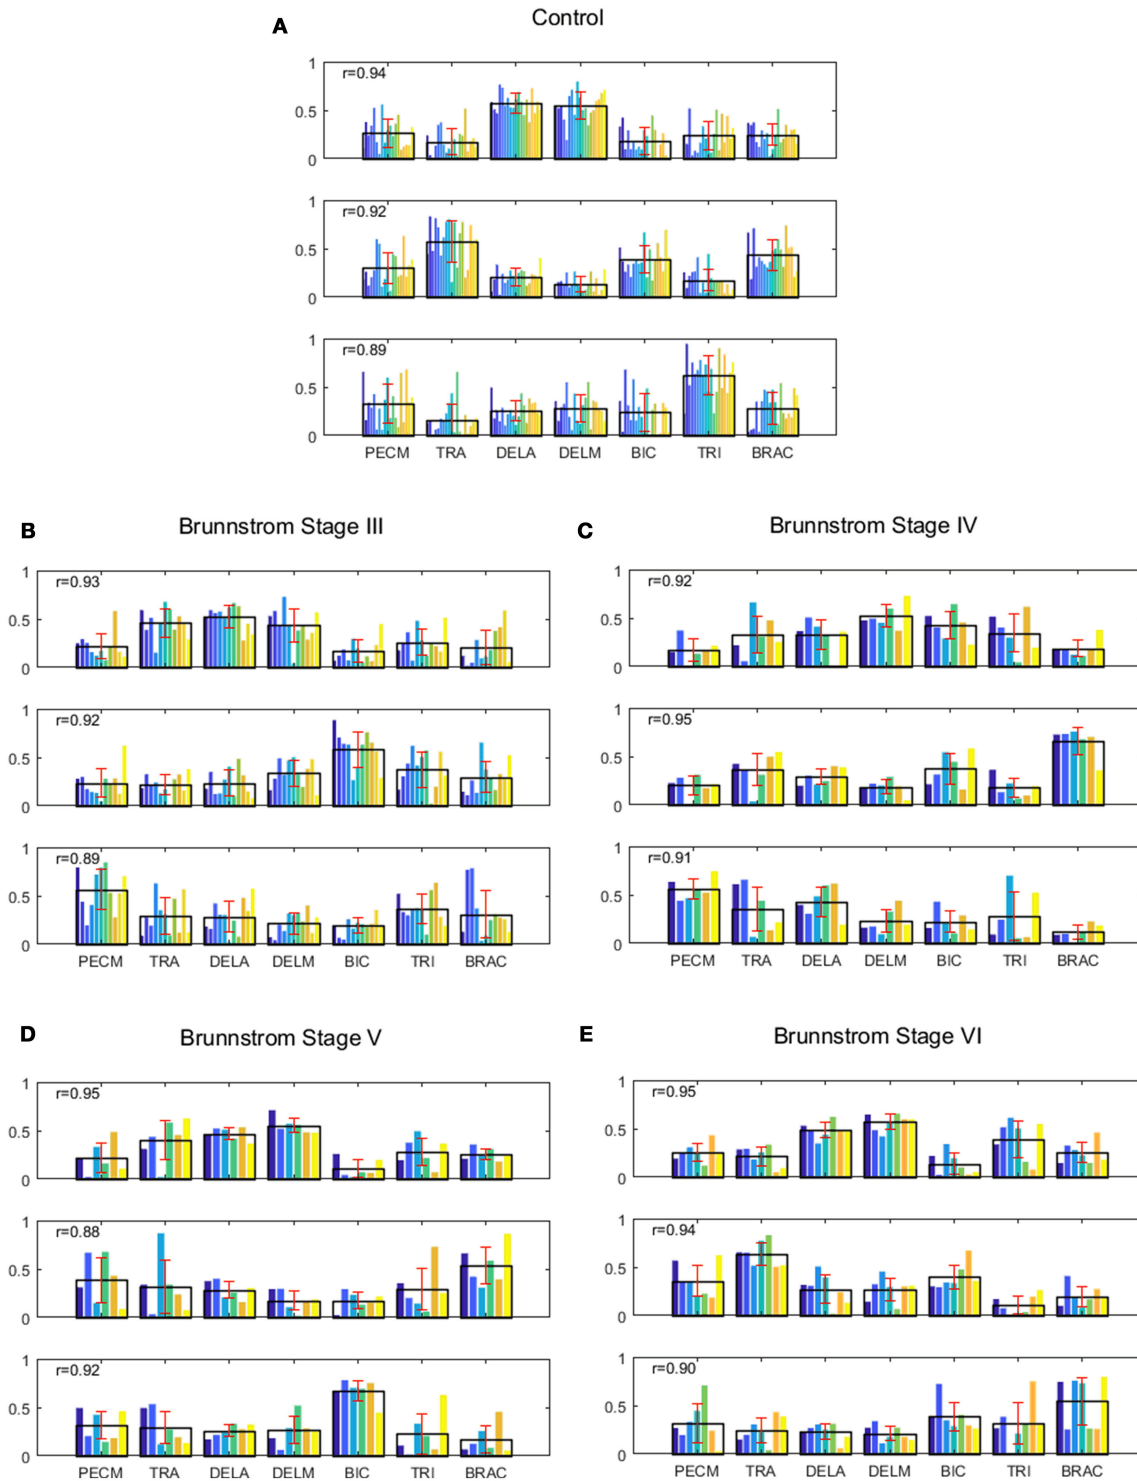 A
Control
1
r=0.94
0.5
0
1
r=0.92
0.5
0
1
r=0.89
0.5
0
PECM TRA DELA DELM BIC TRI BRAC
B
Brunnstrom Stage III
1
r=0.93
0.5
0
1
r=0.92
0.5
0
1
r=0.89
0.5
0
PECM TRA DELA DELM BIC TRI BRAC
C
Brunnstrom Stage IV
1
r=0.92
0.5
0
1
r=0.95
0.5
0
1
r=0.91
0.5
0
PECM TRA DELA DELM BIC TRI BRAC
D
Brunnstrom Stage V
1
r=0.95
0.5
0
1
r=0.88
0.5
0
1
r=0.92
0.5
0
PECM TRA DELA DELM BIC TRI BRAC
E
Brunnstrom Stage VI
1
r=0.95
0.5
0
1
r=0.94
0.5
0
1
r=0.90
0.5
0
PECM TRA DELA DELM BIC TRI BRAC